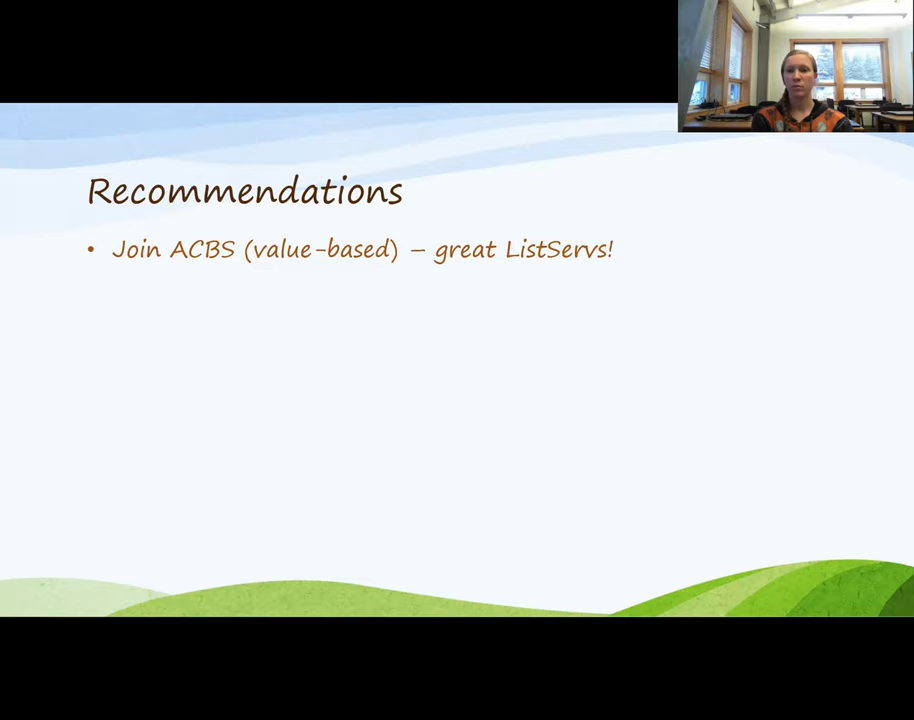 Recommendations
• Join ACBS (value-based) – great ListServs!